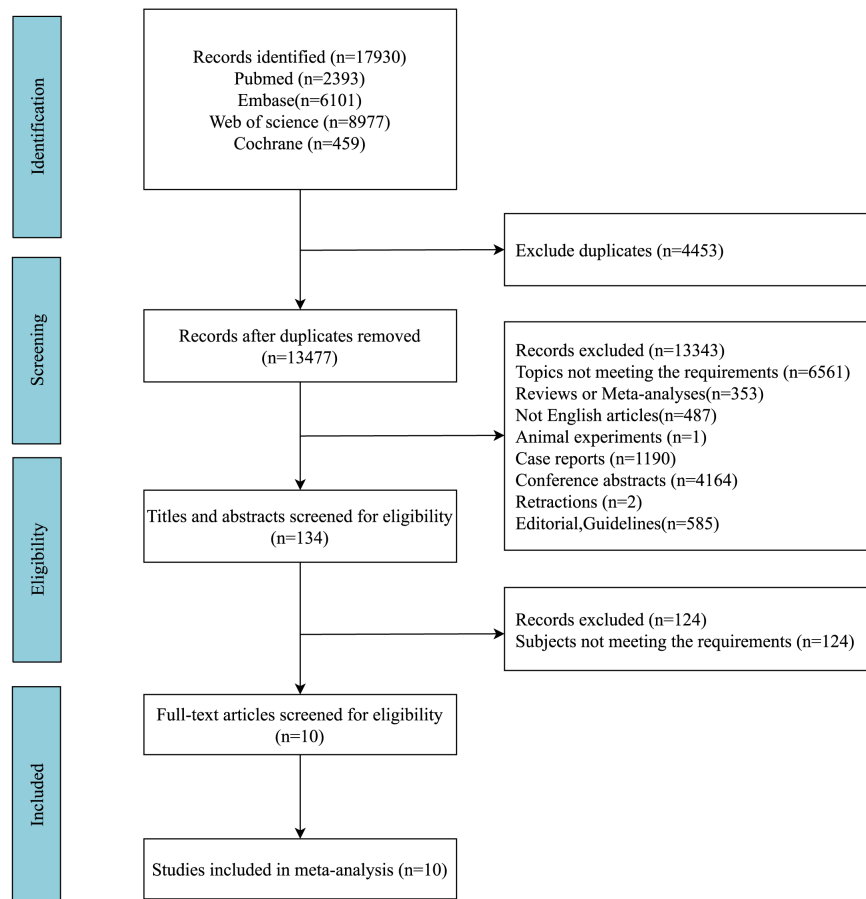 Identification
Records identified (n=17930)
Pubmed (n=2393)
Embase(n=6101)
Web of science (n=8977)
Cochrane (n=459)
Exclude duplicates (n=4453)
Screening
Records after duplicates removed
(n=13477)
Records excluded (n=13343)
Topics not meeting the requirements (n=6561)
Reviews or Meta-analyses(n=353)
Not English articles(n=487)
Animal experiments (n=1)
Case reports (n=1190)
Conference abstracts (n=4164)
Retractions (n=2)
Editorial,Guidelines(n=585)
Eligibility
Titles and abstracts screened for eligibility
(n=134)
Records excluded (n=124)
Subjects not meeting the requirements (n=124)
Included
Full-text articles screened for eligibility
(n=10)
Studies included in meta-analysis (n=10)